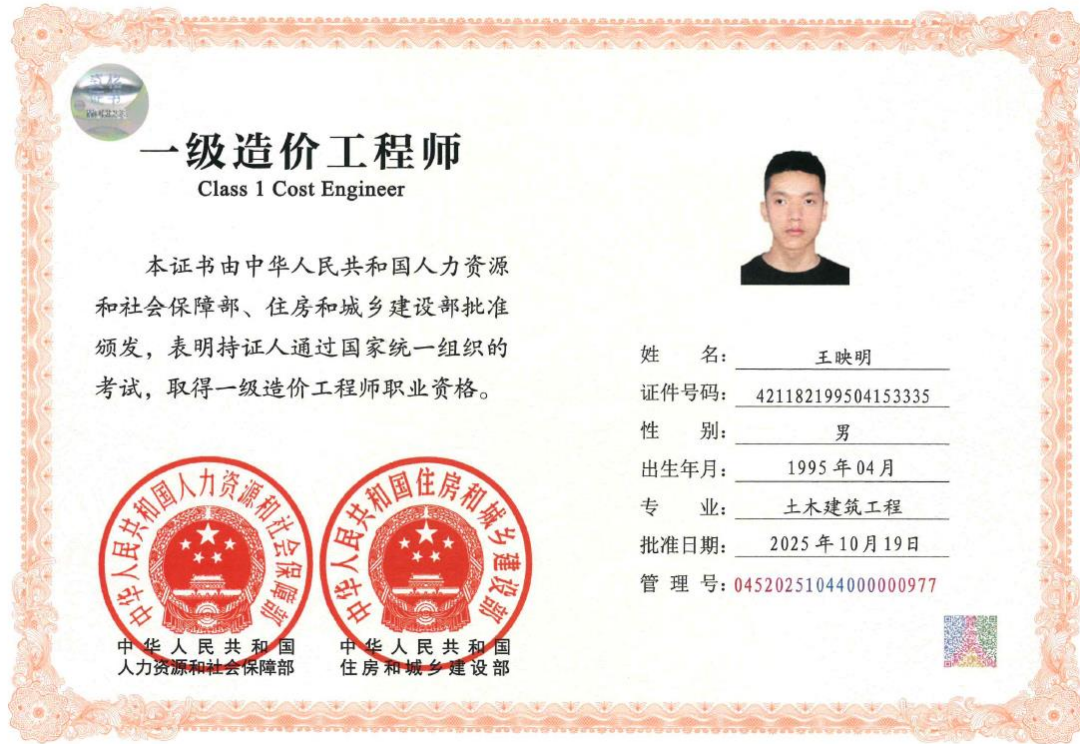 一级造价工程师
Class 1 Cost Engineer
本证书由中华人民共和国人力资源
和社会保障部、住房和城乡建设部批准
颁发，表明持证人通过国家统一组织的
考试，取得一级造价工程师职业资格。
中华人民共和国人力资源和社会保障部
中华人民共和国
人力资源和社会保障部
中华人民共和国住房和城乡建设部
中华人民共和国
住房和城乡建设部
姓名：王映明
证件号码：421182199504153335
性别：男
出生年月：1995年04月
专业：土木建筑工程
批准日期：2025年10月19日
管理号：04520251044000000977